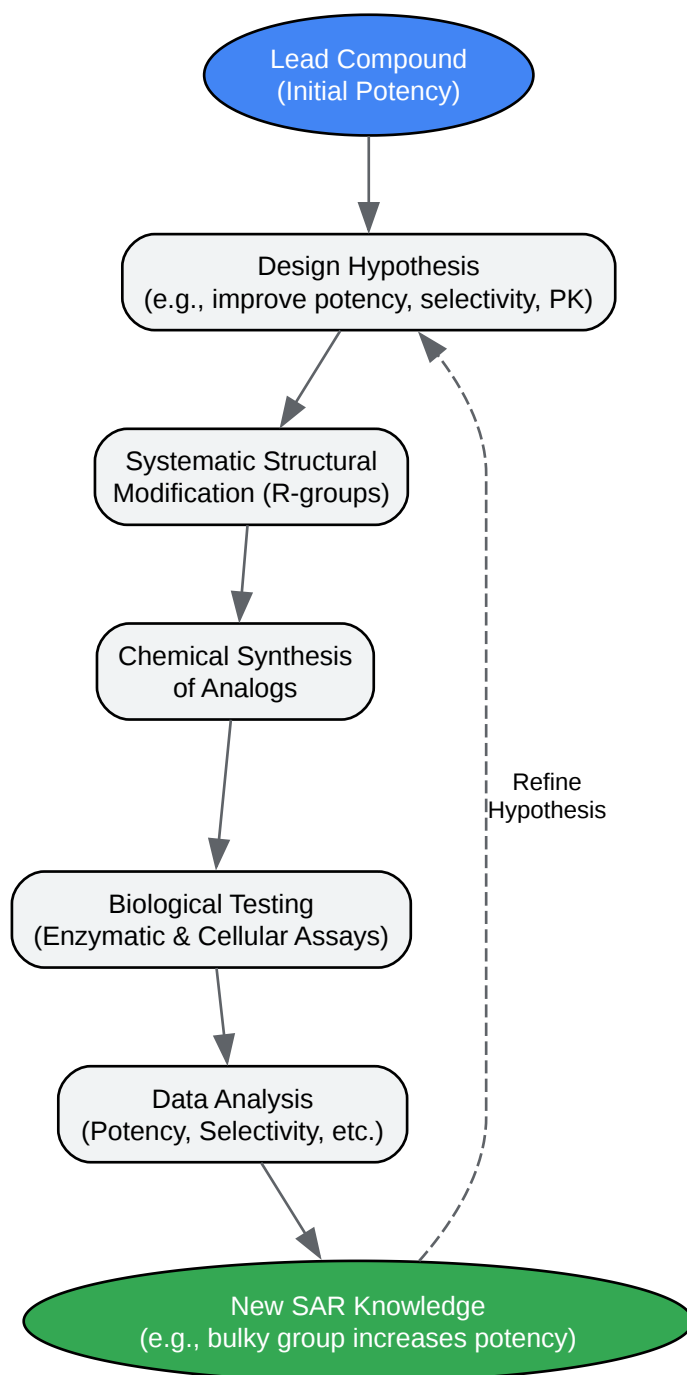 Lead Compound
(Initial Potency)
Design Hypothesis
(e.g., improve potency, selectivity, PK)
Systematic Structural
Modification (R-groups)
Chemical Synthesis
of Analogs
Refine
Hypothesis
Biological Testing
(Enzymatic & Cellular Assays)
Data Analysis
(Potency, Selectivity, etc.)
New SAR Knowledge
(e.g., bulky group increases potency)